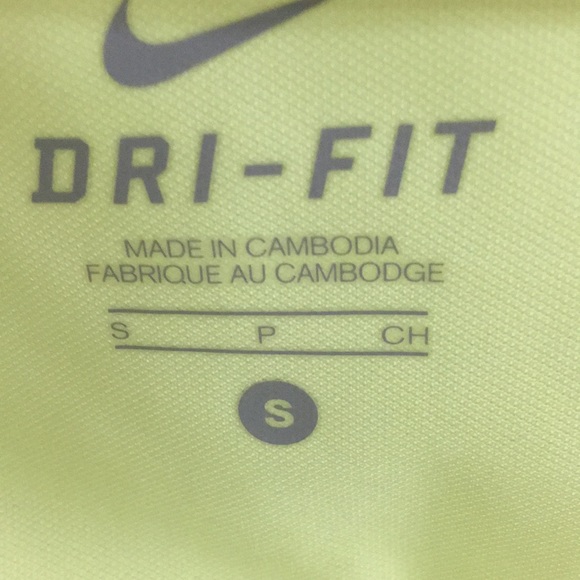 DRI-FIT
MADE IN CAMBODIA
FABRIQUE AU CAMBODGE
S P CH
S